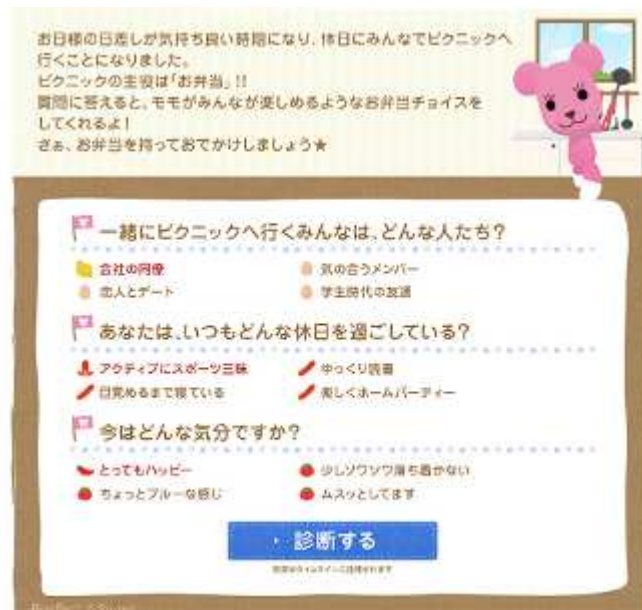 お日様の日差しが気持ち良い時期になり、休日にみんなでピクニックへ
行くことになりました。
ピクニックの主役は「お弁当」!!
質問に答えると、モモがみんなが楽しめるようなお弁当チョイスを
してくれるよ!
さぁ、お弁当を持っておでかけしましょう★
一緒にピクニックへ行くみんなは、どんな人たち?
会社の同僚 気の合うメンバー
恋人とデート 学生時代の友達
あなたは、いつもどんな休日を過ごしている?
アクティブにスポーツ三昧 ゆっくり読書
目覚めるまで寝ている 楽しくホームパーティー
今はどんな気分ですか?
とってもハッピー 少しソワソワ落ち着かない
ちょっとブルーな感じ ムスッとしてます
診断する